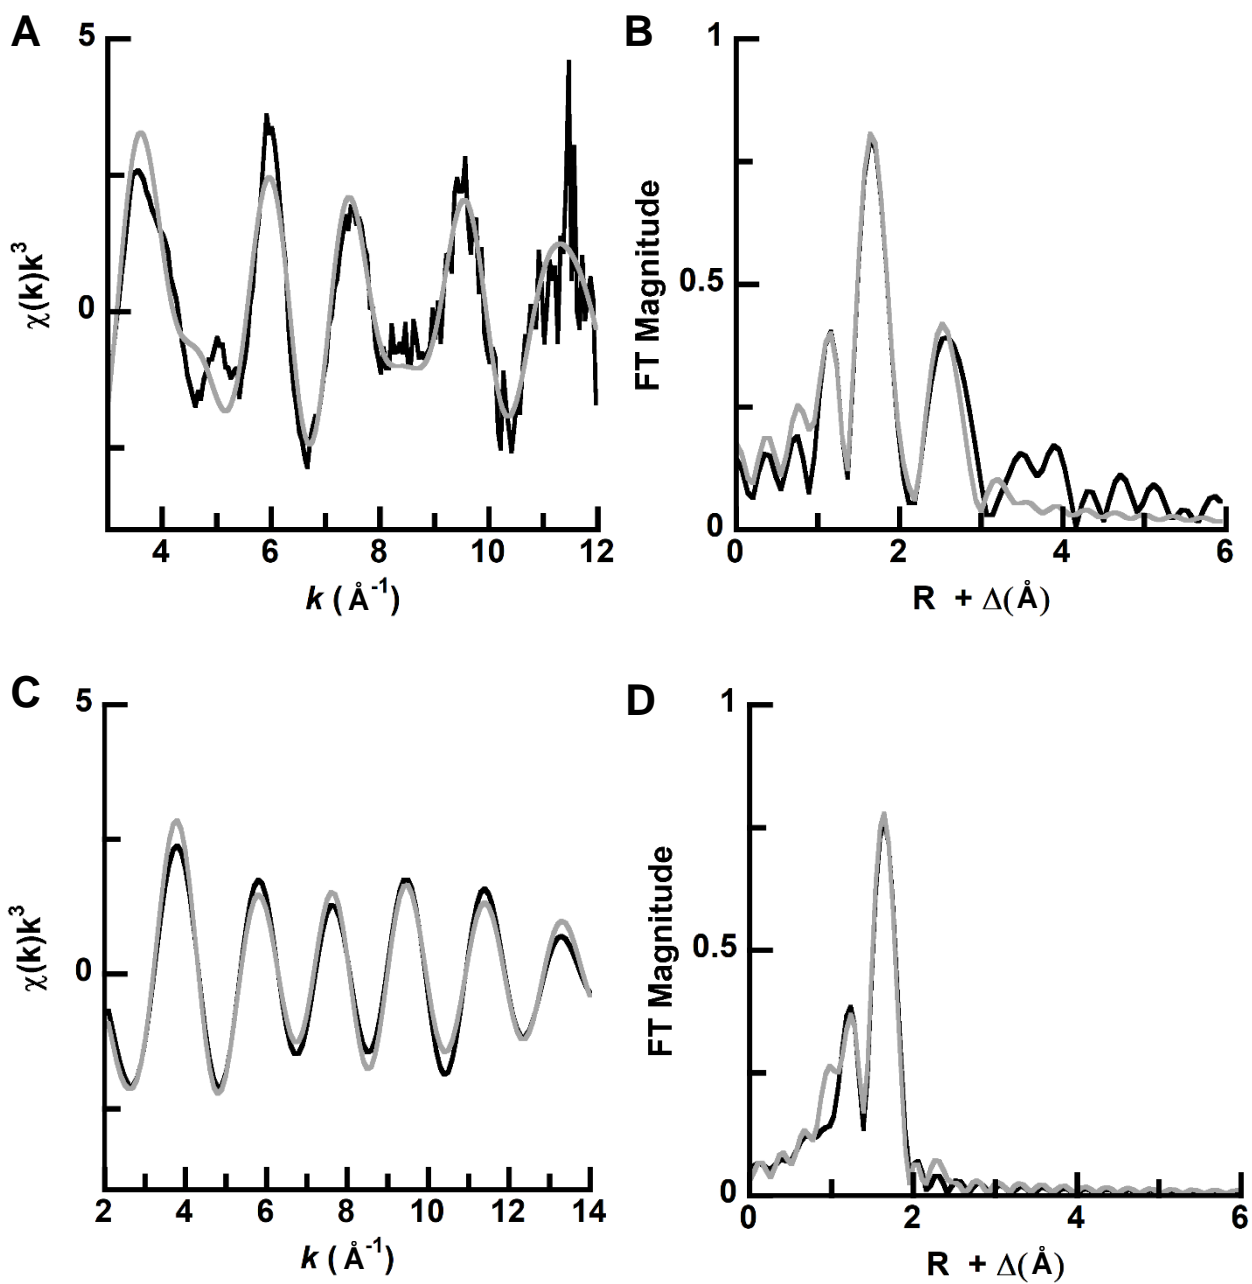 A
5
0
χ(k)k³
4 6 8 10 12
k (Å⁻¹)
B
1
0.5
0
FT Magnitude
0 2 4 6
R + Δ(Å)
C
5
0
χ(k)k³
2 4 6 8 10 12 14
k (Å⁻¹)
D
1
0.5
0
FT Magnitude
0 2 4 6
R + Δ(Å)